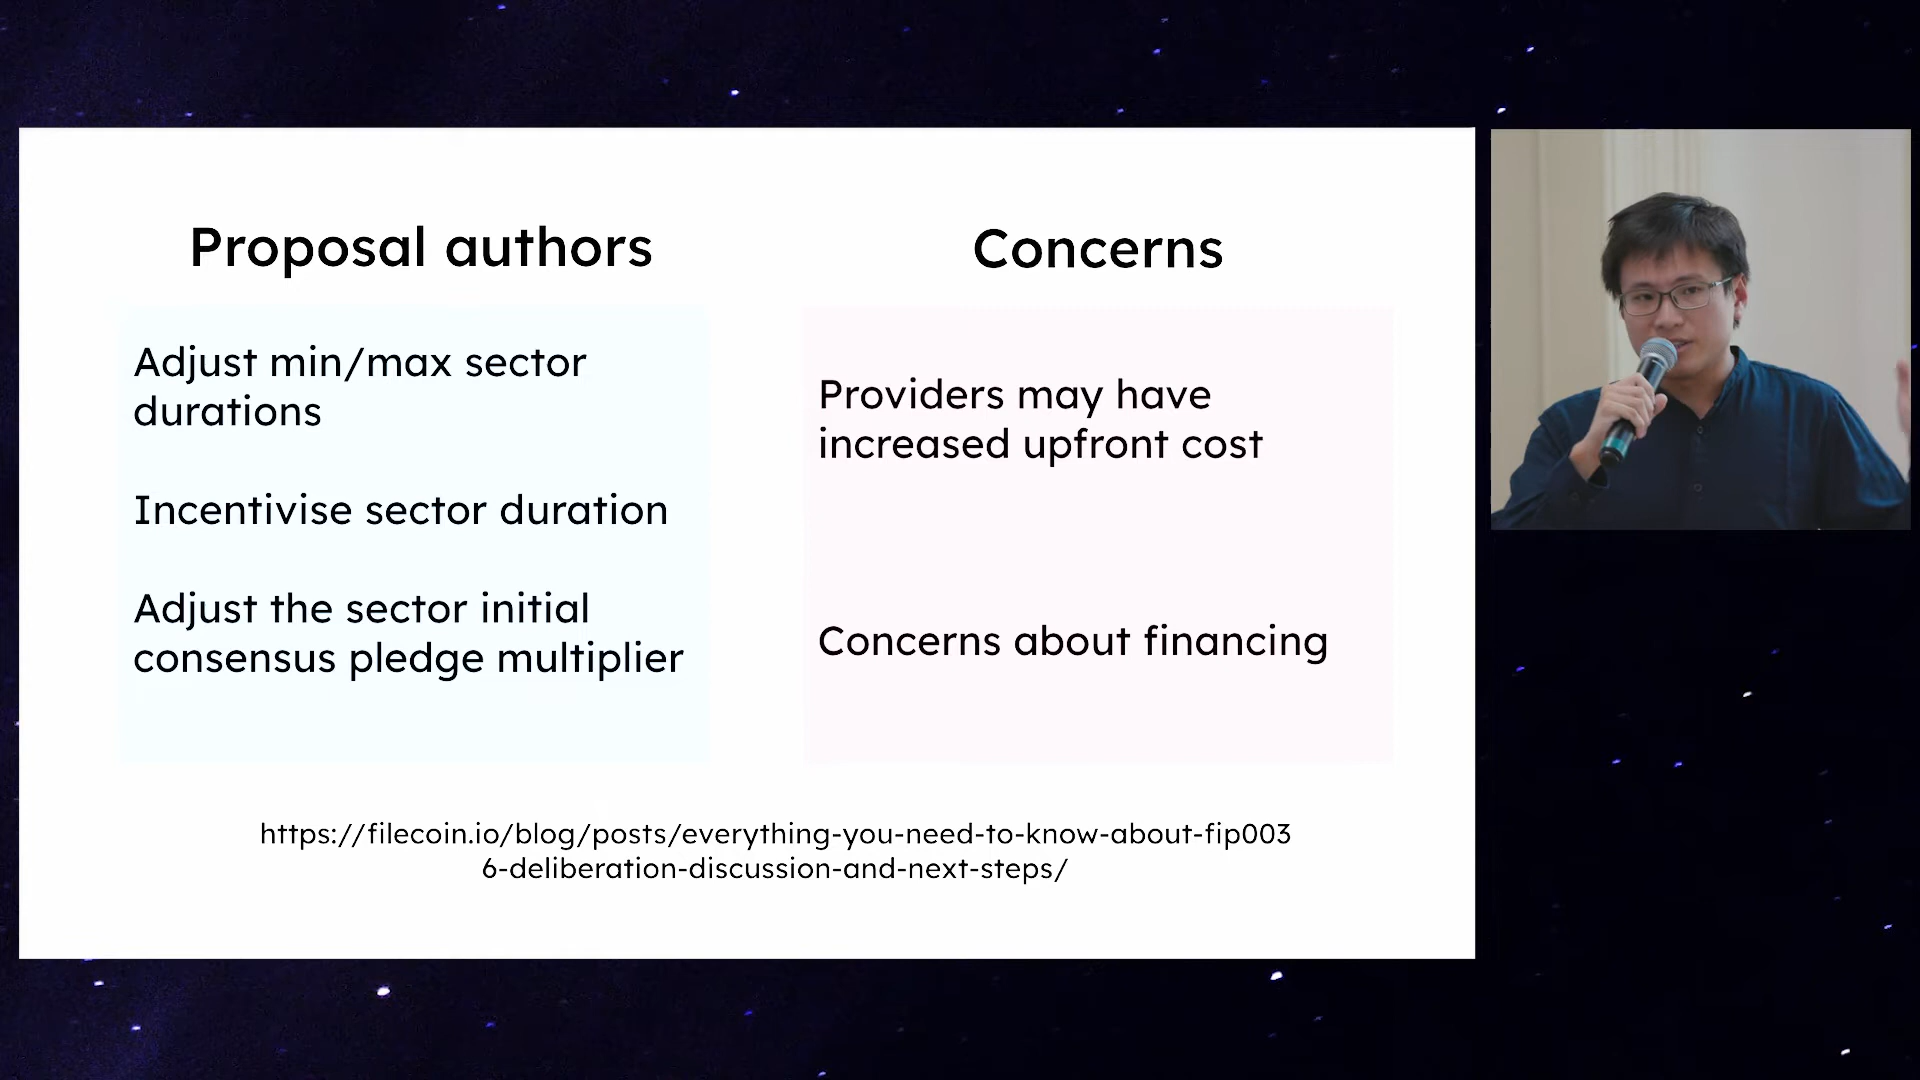 Proposal authors
Adjust min/max sector
durations
Incentivise sector duration
Adjust the sector initial
consensus pledge multiplier
Concerns
Providers may have
increased upfront cost
Concerns about financing
https://filecoin.io/blog/posts/everything-you-need-to-know-about-fip003
6-deliberation-discussion-and-next-steps/